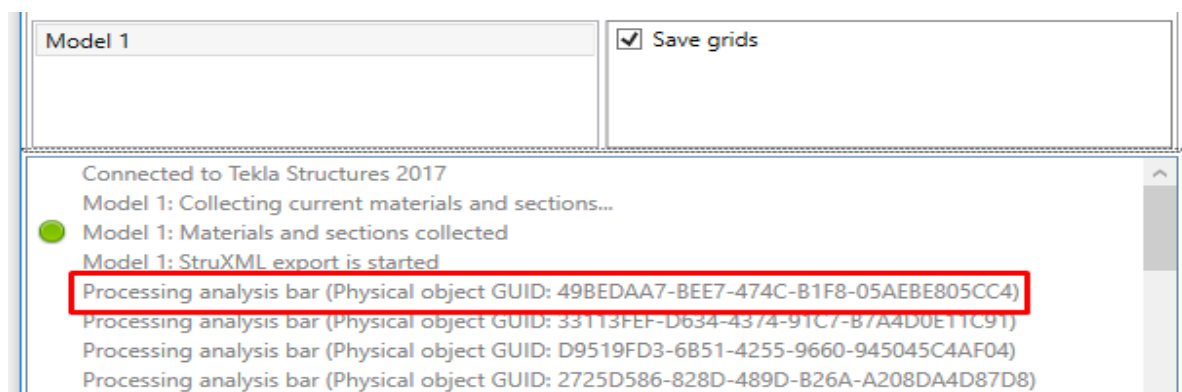 Model 1
Save grids
Connected to Tekla Structures 2017
Model 1: Collecting current materials and sections...
Model 1: Materials and sections collected
Model 1: StruXML export is started
Processing analysis bar (Physical object GUID: 49BEDAA7-BEE7-474C-B1F8-05AEBE805CC4)
Processing analysis bar (Physical object GUID: 33113FEF-D634-4374-91C7-B7A4D0E11C91)
Processing analysis bar (Physical object GUID: D9519FD3-6B51-4255-9660-945045C4AF04)
Processing analysis bar (Physical object GUID: 2725D586-828D-489D-B26A-A208DA4D87D8)